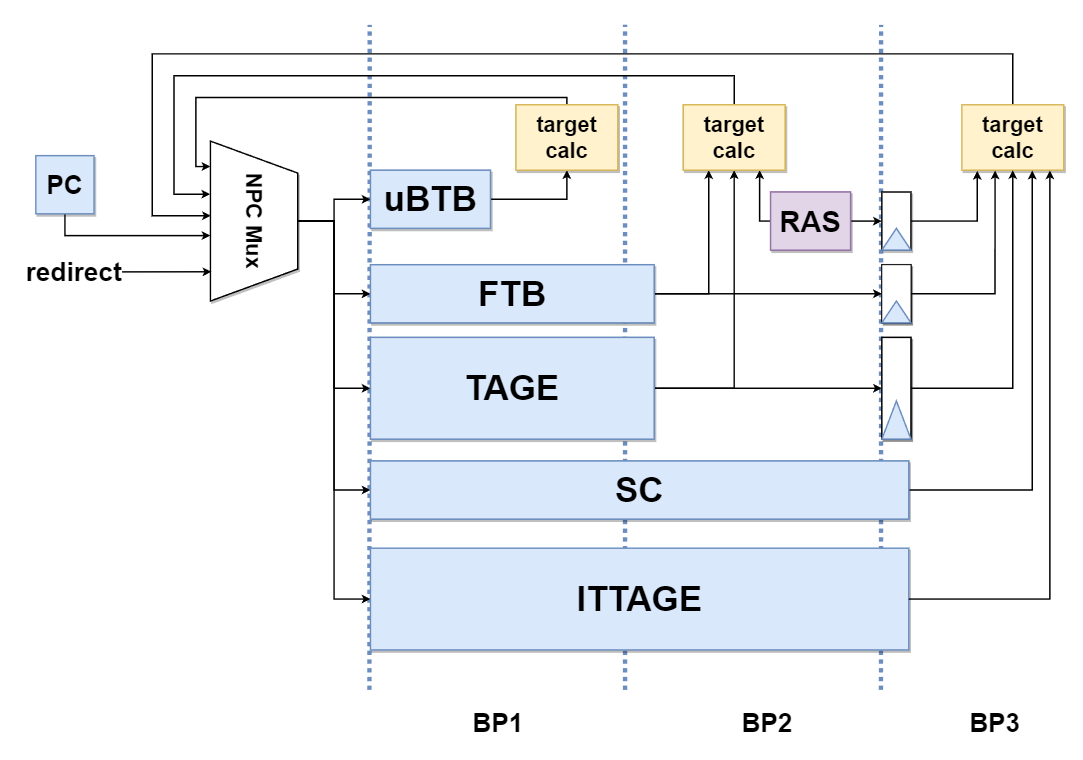 target
calc
target
calc
target
calc
PC
NPC Mux
uBTB
RAS
redirect
FTB
TAGE
SC
ITTAGE
BP1
BP2
BP3